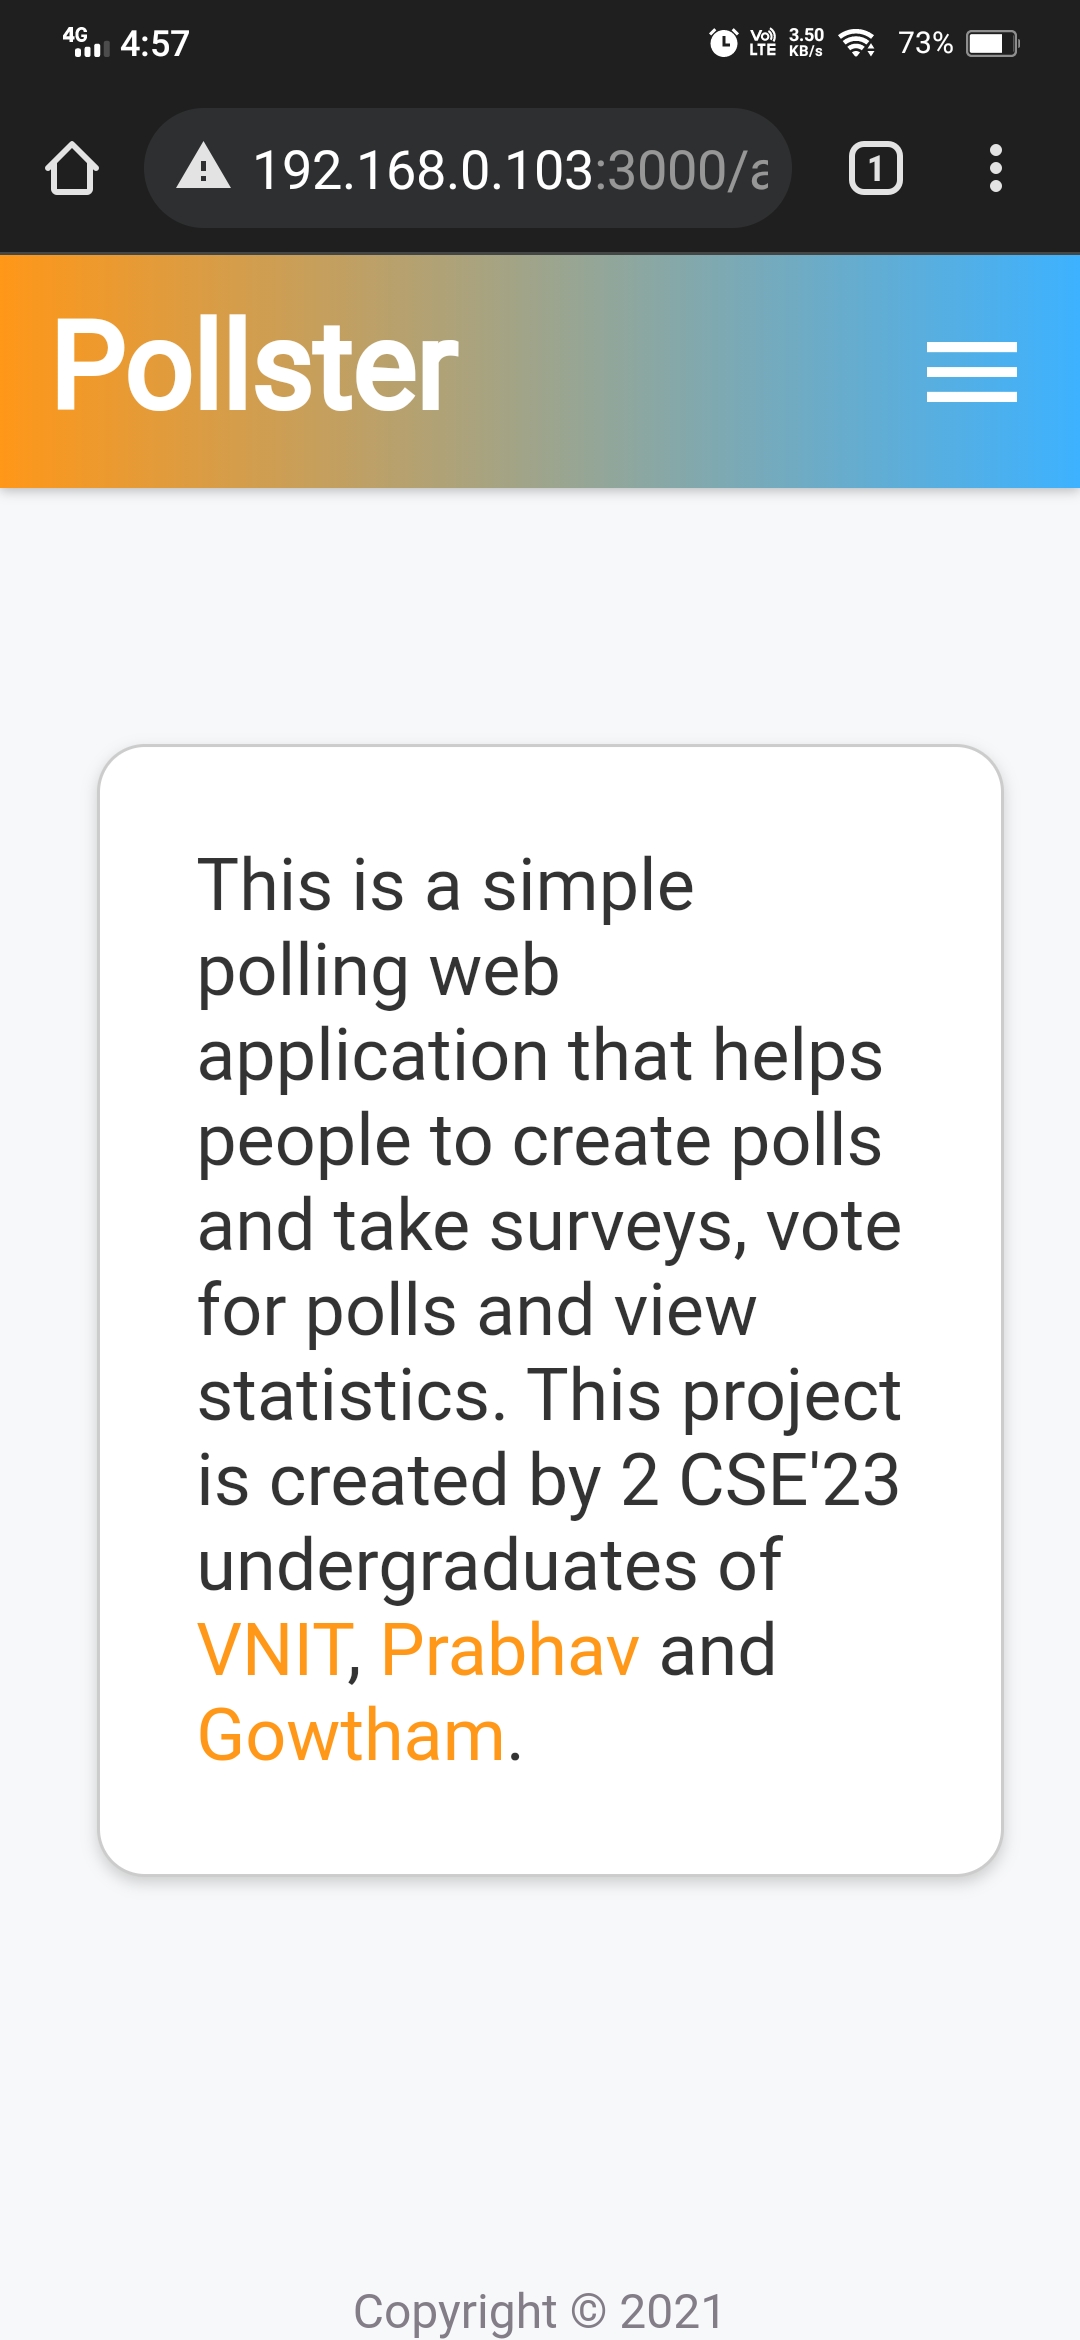 4G 4:57 Vo) LTE 3.50 KB/s 73%
192.168.0.103:3000/a 1
Pollster
This is a simple
polling web
application that helps
people to create polls
and take surveys, vote
for polls and view
statistics. This project
is created by 2 CSE'23
undergraduates of
VNIT, Prabhav and
Gowtham.
Copyright © 2021